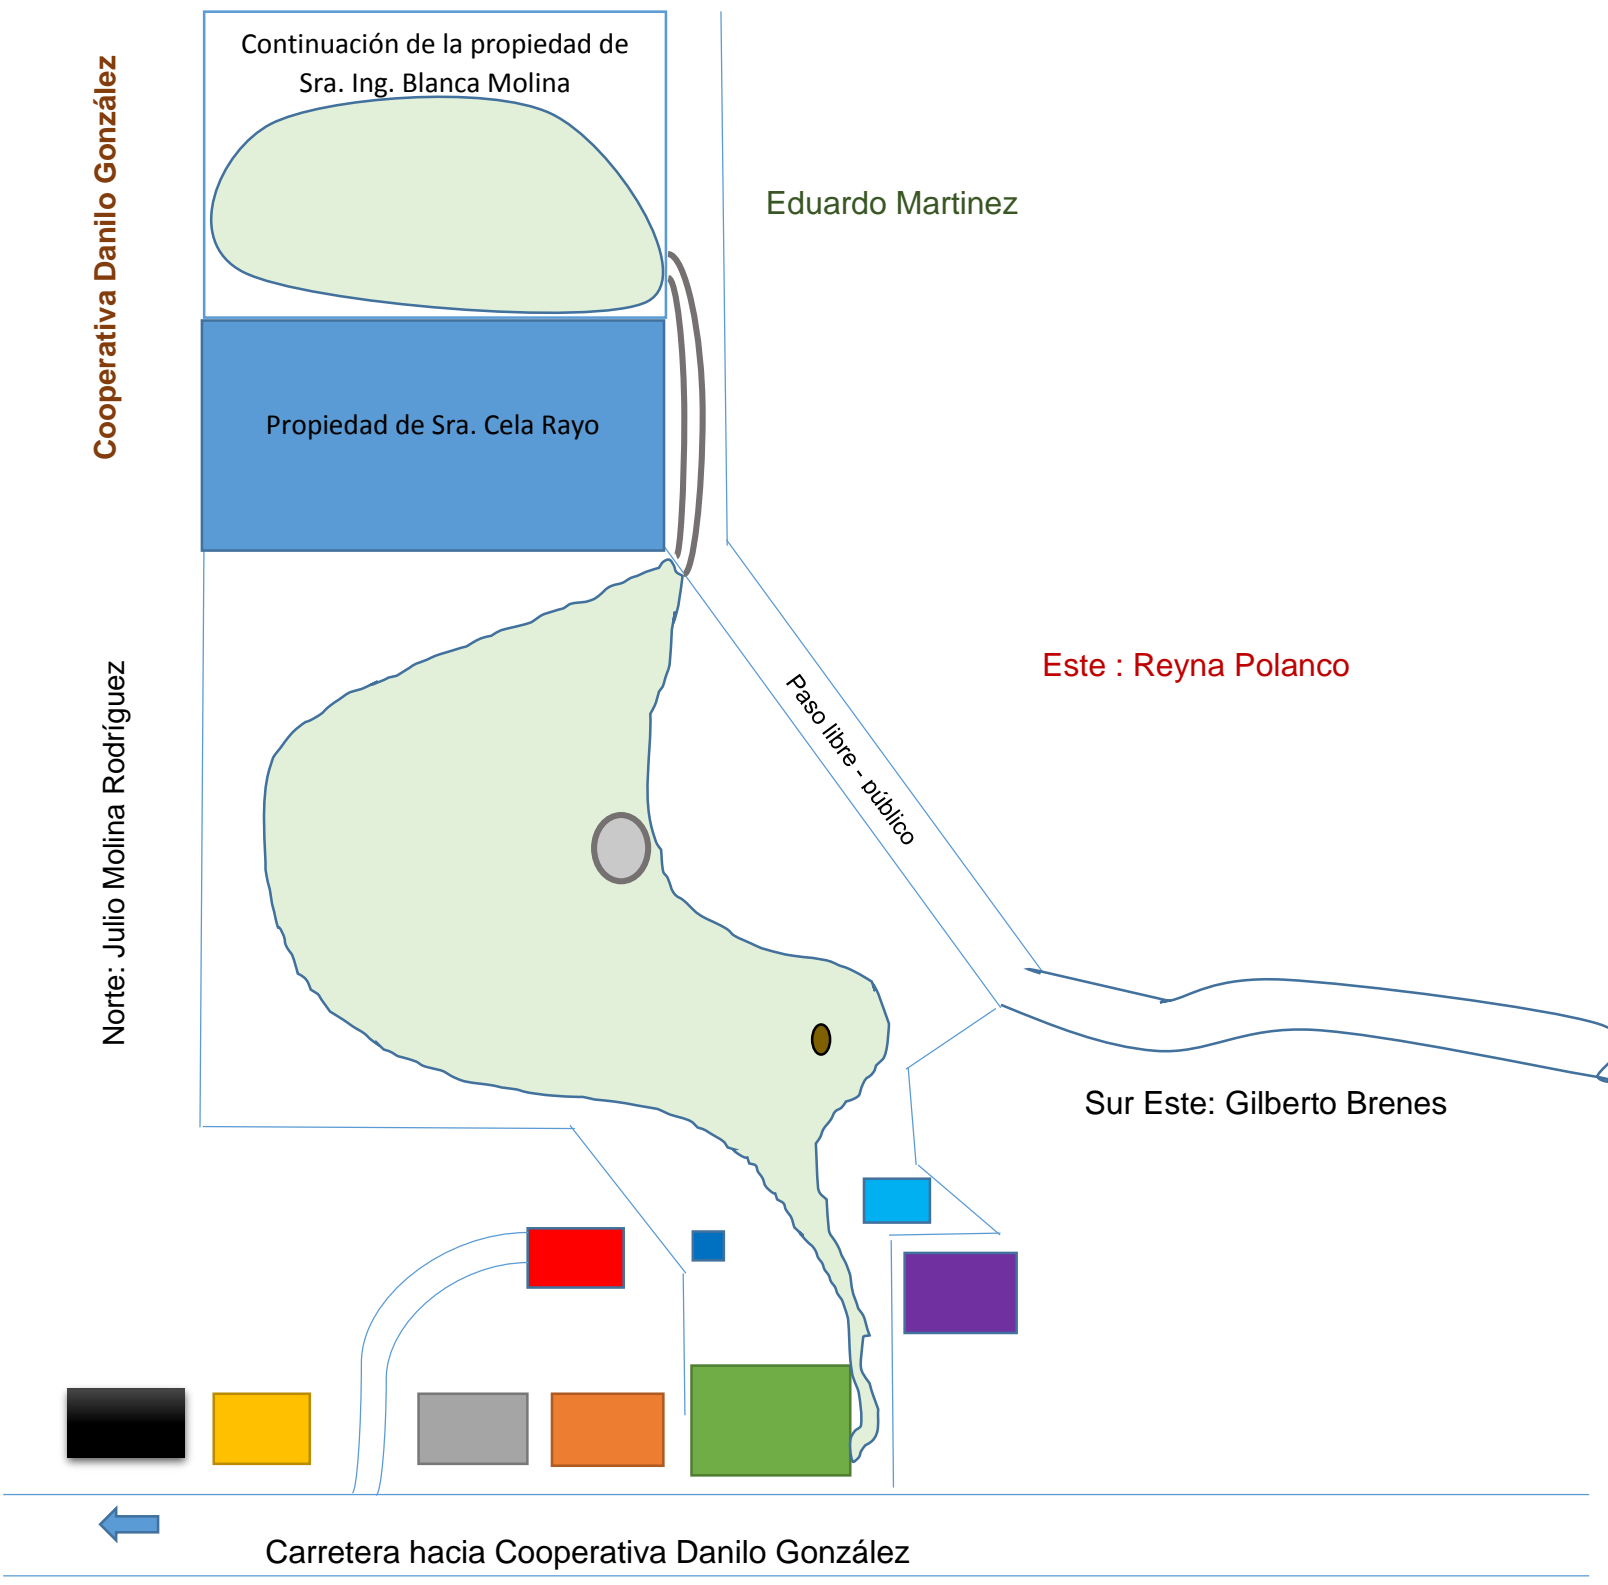 Continuación de la propiedad de
Sra. Ing. Blanca Molina
Cooperativa Danilo González
Eduardo Martinez
Propiedad de Sra. Cela Rayo
Norte: Julio Molina Rodríguez
Este : Reyna Polanco
Paso libre - público
Sur Este: Gilberto Brenes
Carretera hacia Cooperativa Danilo González